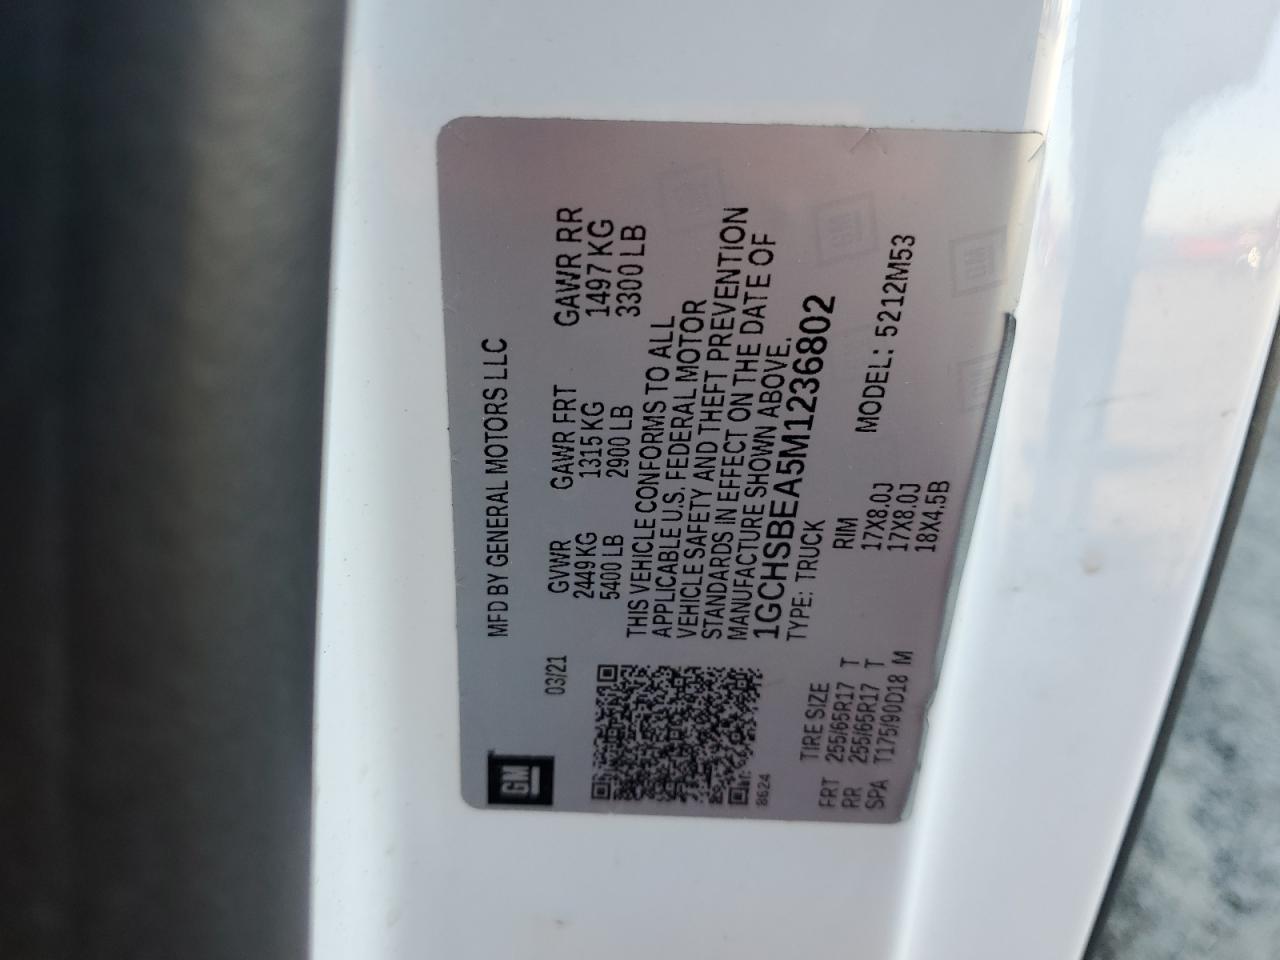 GM
MFD BY GENERAL MOTORS LLC
03/21
GVWR GAWR FRT GAWR RR
2449 KG 1315 KG 1497 KG
5400 LB 2900 LB 3300 LB
THIS VEHICLE CONFORMS TO ALL
APPLICABLE U.S. FEDERAL MOTOR
VEHICLE SAFETY AND THEFT PREVENTION
STANDARDS IN EFFECT ON THE DATE OF
MANUFACTURE SHOWN ABOVE.
1GCHSBEA5M1236802
8624
TYPE: TRUCK
TIRE SIZE RIM MODEL: 5212M53
FRT 255/65R17 T 17X8.0J
RR 255/65R17 T 17X8.0J
SPA T175/90D18 M 18X4.5B
GM
GM